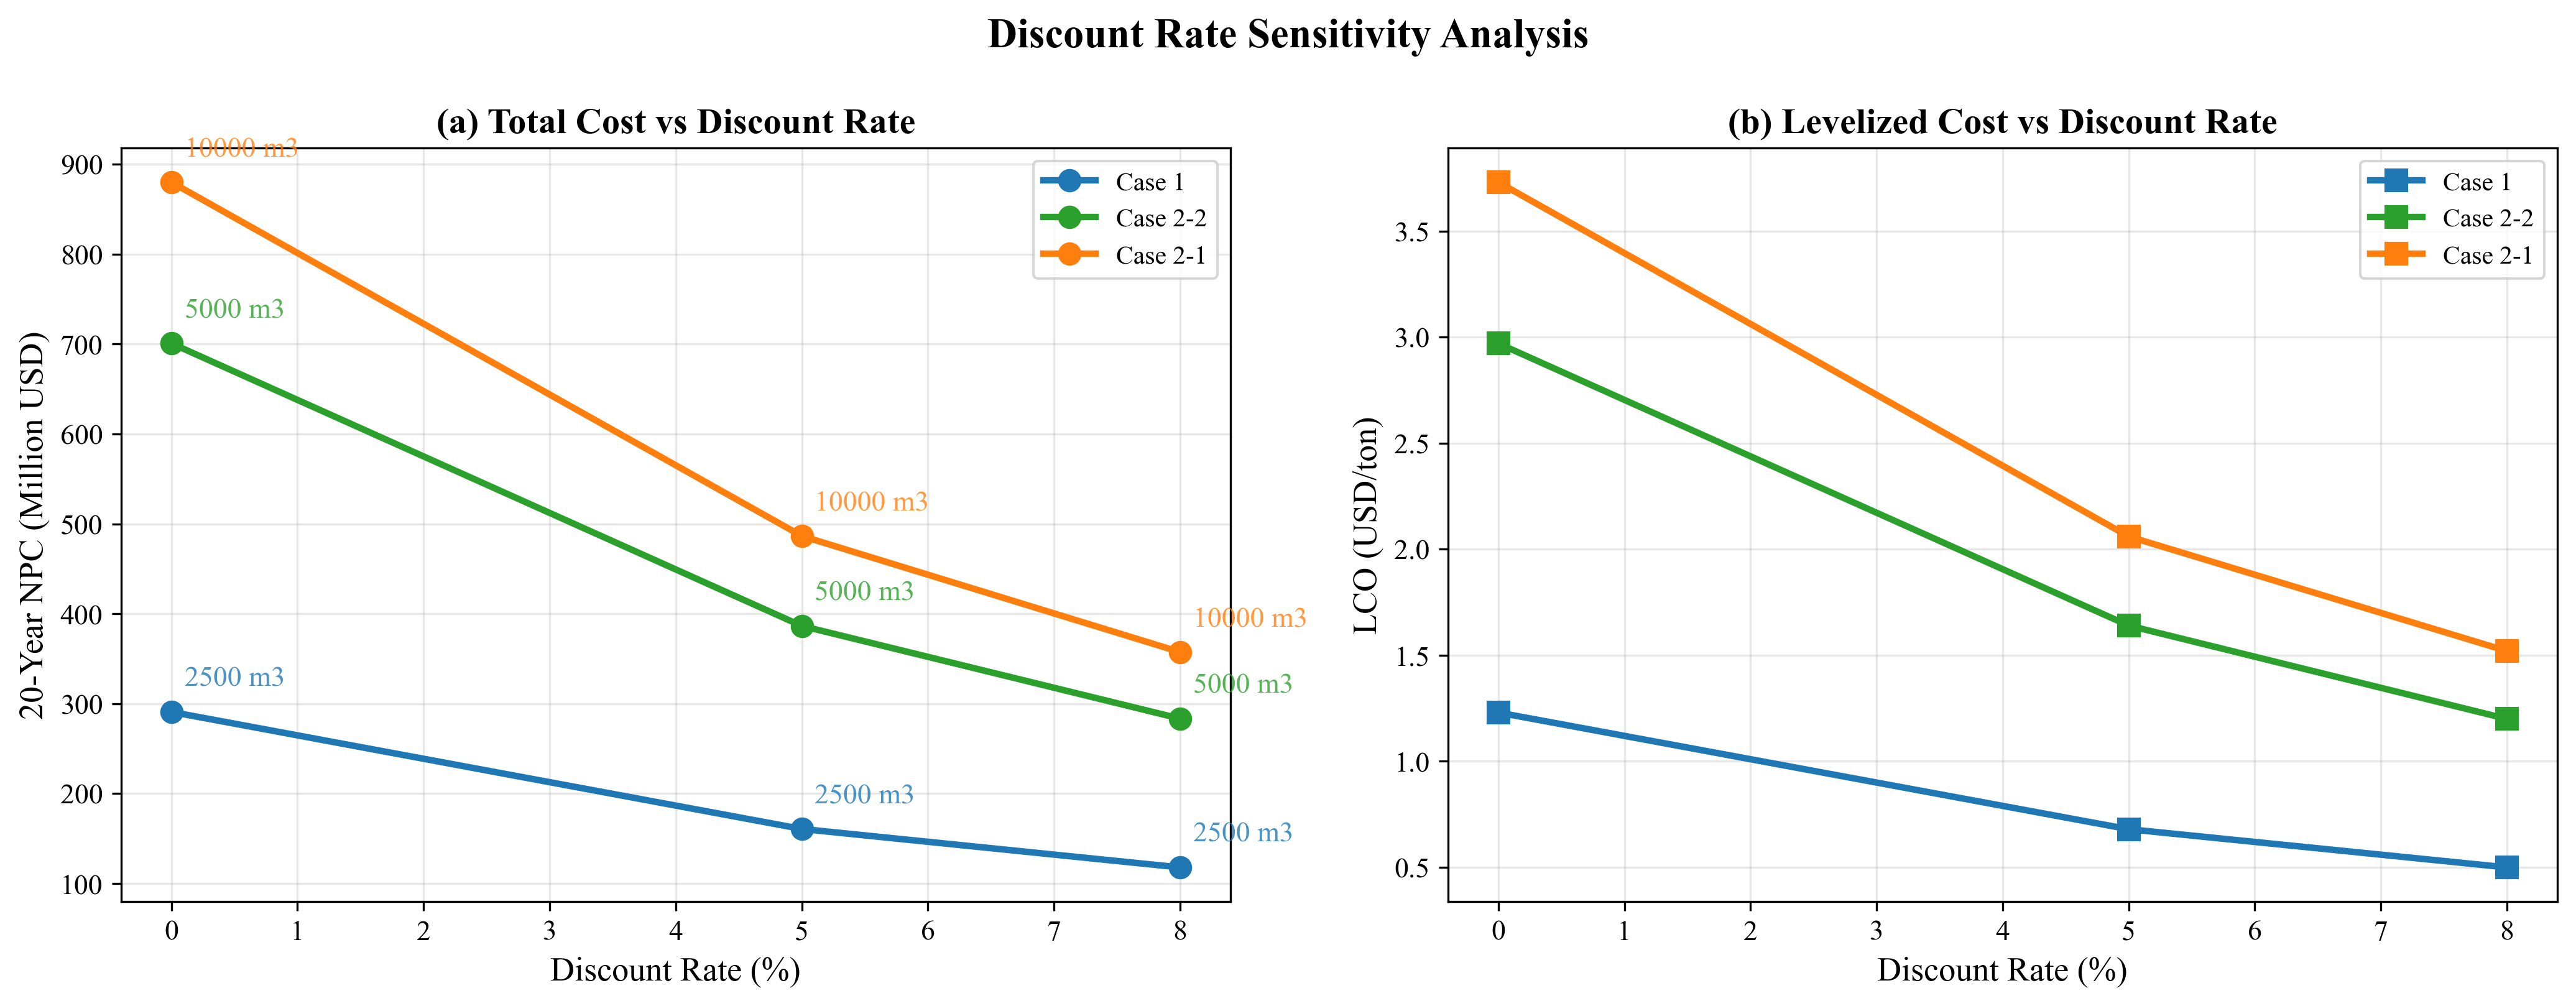 Discount Rate Sensitivity Analysis
(a) Total Cost vs Discount Rate
20-Year NPC (Million USD)
900
800
700
600
500
400
300
200
100
10000 m3
5000 m3
2500 m3
10000 m3
5000 m3
2500 m3
10000 m3
5000 m3
2500 m3
Case 1
Case 2-2
Case 2-1
0 1 2 3 4 5 6 7 8
Discount Rate (%)
(b) Levelized Cost vs Discount Rate
LCO (USD/ton)
3.5
3.0
2.5
2.0
1.5
1.0
0.5
Case 1
Case 2-2
Case 2-1
0 1 2 3 4 5 6 7 8
Discount Rate (%)